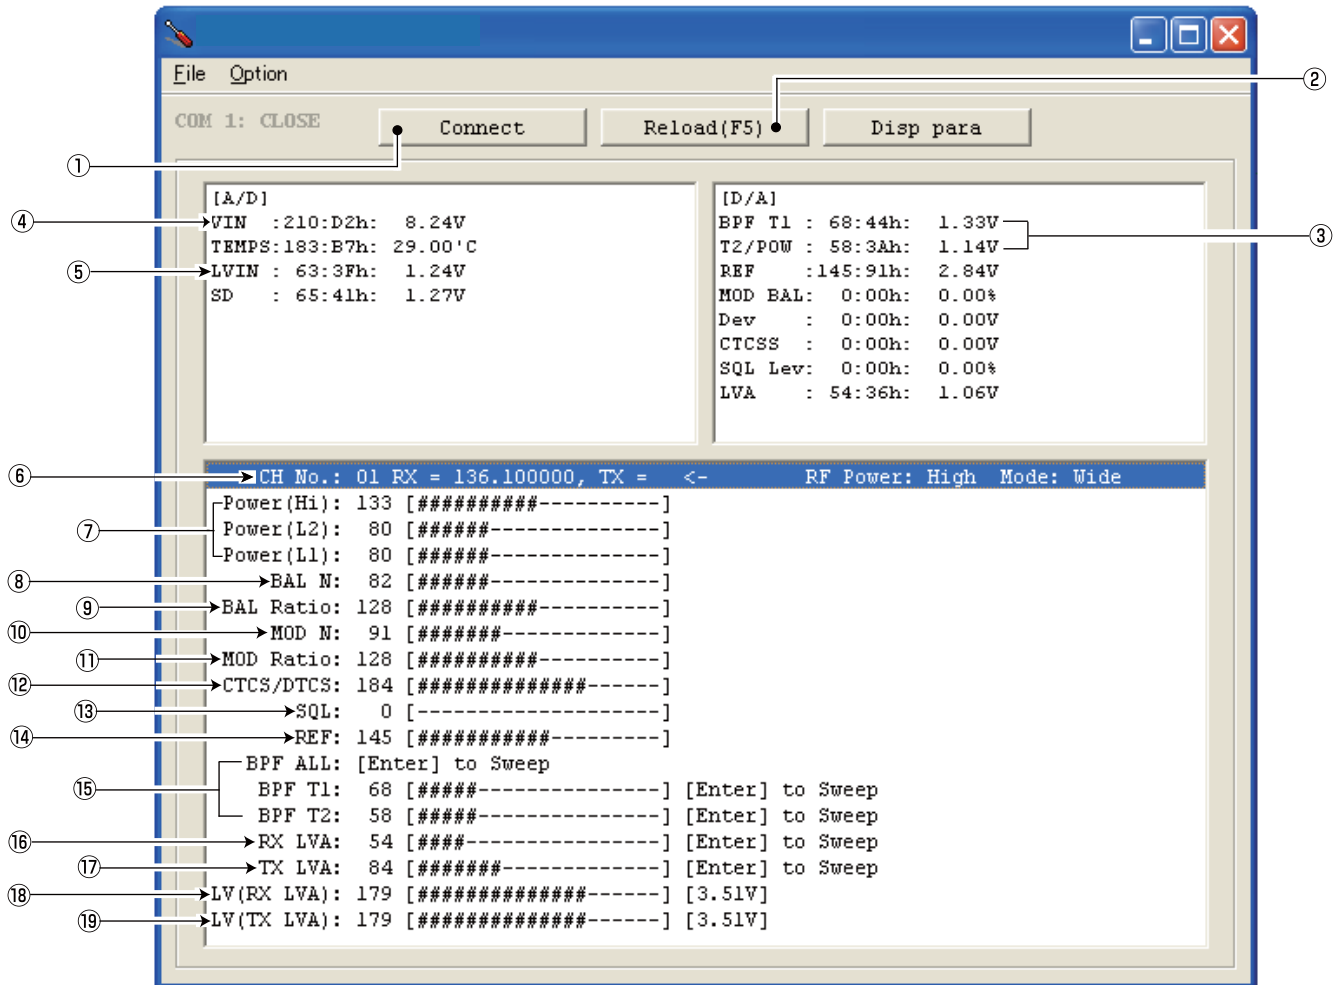 File Option
②
COM 1: CLOSE Connect Reload(F5) Disp para
①
[A/D]
④ VIN :210:D2h: 8.24V
TEMPS:183:B7h: 29.00'C
⑤ LVIN : 63:3Fh: 1.24V
SD : 65:41h: 1.27V
[D/A]
BPF T1 : 68:44h: 1.33V
T2/POW : 58:3Ah: 1.14V
③
REF :145:91h: 2.84V
MOD BAL: 0:00h: 0.00%
Dev : 0:00h: 0.00V
CTCSS : 0:00h: 0.00V
SQL Lev: 0:00h: 0.00%
LVA : 54:36h: 1.06V
⑥ CH No.: 01 RX = 136.100000, TX = <- RF Power: High Mode: Wide
Power(Hi): 133 [##########----------]
⑦ Power(L2): 80 [######--------------]
Power(L1): 80 [######--------------]
⑧ BAL N: 82 [######--------------]
⑨ BAL Ratio: 128 [##########----------]
⑩ MOD N: 91 [#######-------------]
⑪ MOD Ratio: 128 [##########----------]
⑫ CTCS/DTCS: 184 [##############------]
⑬ SQL: 0 [--------------------]
⑭ REF: 145 [###########---------]
BPF ALL: [Enter] to Sweep
⑮ BPF T1: 68 [#####---------------] [Enter] to Sweep
BPF T2: 58 [#####---------------] [Enter] to Sweep
⑯ RX LVA: 54 [####----------------] [Enter] to Sweep
⑰ TX LVA: 84 [#######-------------] [Enter] to Sweep
⑱ LV(RX LVA): 179 [##############------] [3.51V]
⑲ LV(TX LVA): 179 [##############------] [3.51V]